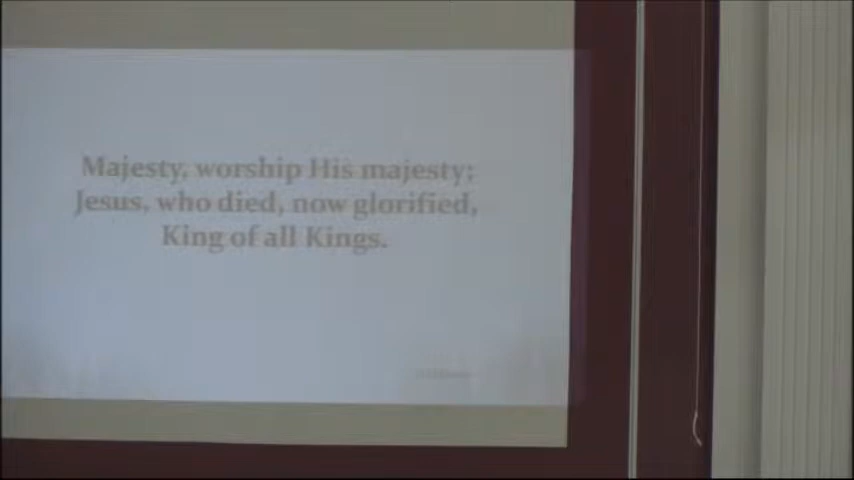 Majesty, worship His majesty;
Jesus, who died, now glorified,
King of all Kings.